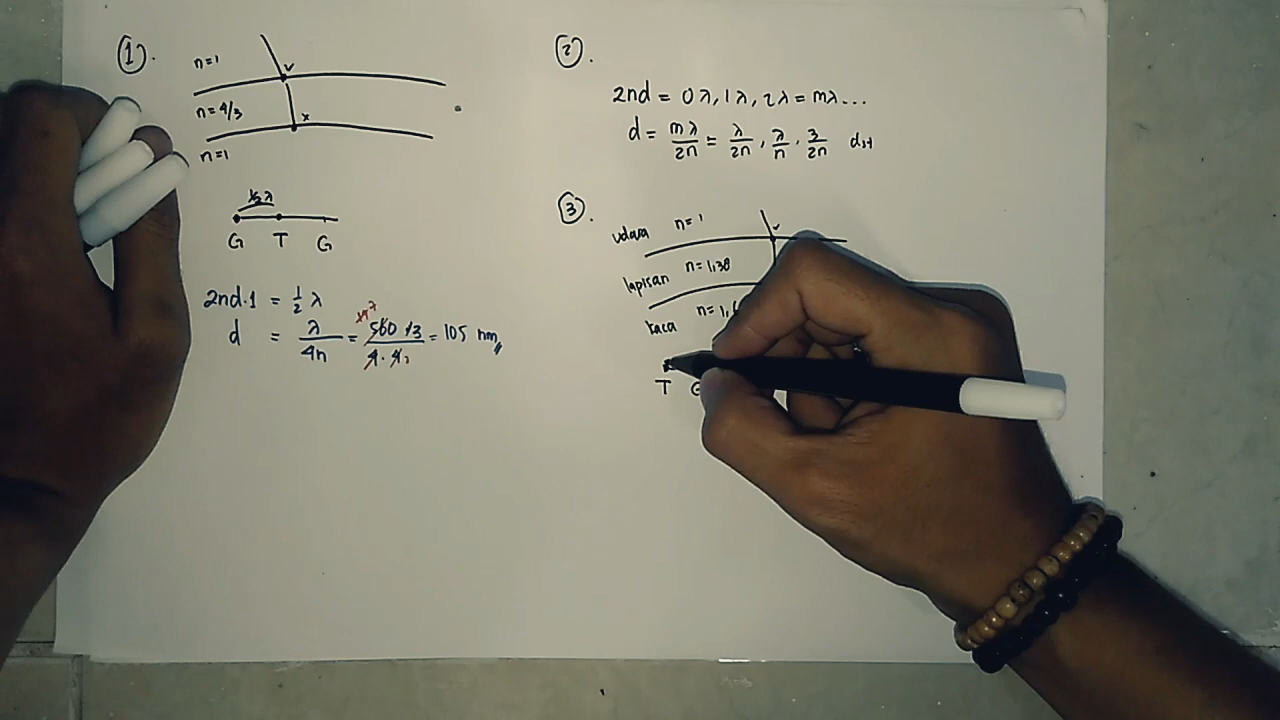 1.
n=1
v
n=4/3
x
n=1
½λ
G T G
2nd.1 = 1/2 λ
d = λ/4n = 560 . 3/4 . 4 = 105 nm
2.
2nd = 0λ, 1λ, 2λ = mλ...
d = mλ/2n = λ/2n, λ/n, 3/2n dst
3.
udara n=1
v
lapisan n=1,38
kaca n=1,
T G